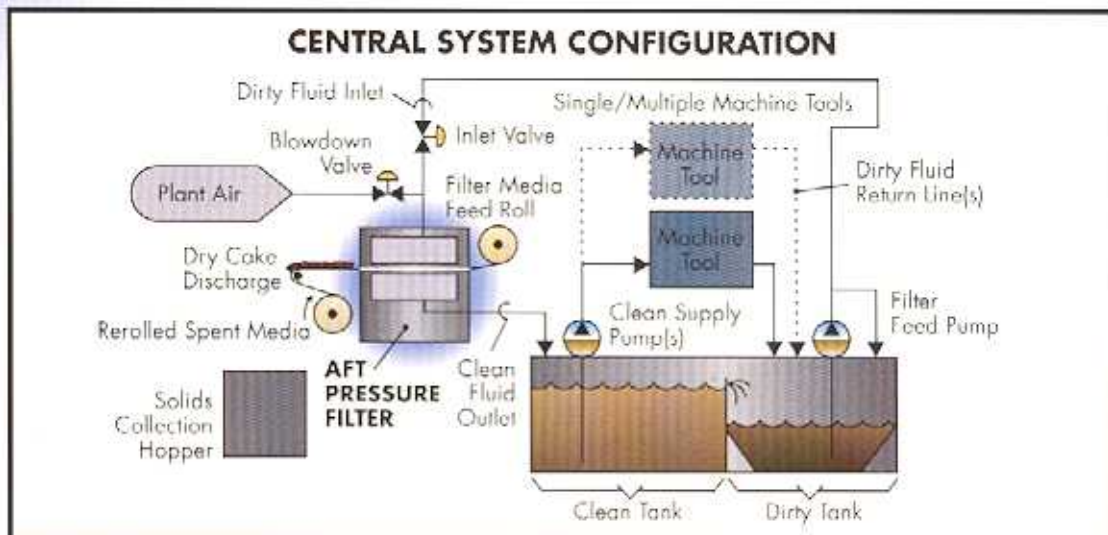 CENTRAL SYSTEM CONFIGURATION
Dirty Fluid Inlet
Single/Multiple Machine Tools
Inlet Valve
Blowdown
Valve
Machine
Tool
Dirty Fluid
Return Line(s)
Plant Air
Filter Media
Feed Roll
Machine
Tool
Dry Cake
Discharge
Rerolled Spent Media
Clean Supply
Pump(s)
Filter
Feed Pump
AFT
PRESSURE
FILTER
Clean
Fluid
Outlet
Solids
Collection
Hopper
Clean Tank
Dirty Tank